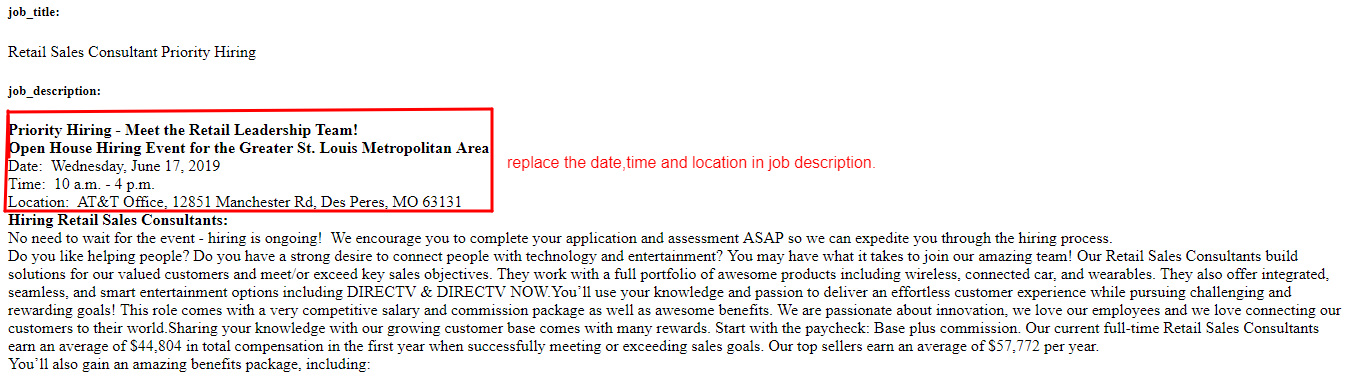 job_title:
Retail Sales Consultant Priority Hiring
job_description:
Priority Hiring - Meet the Retail Leadership Team!
Open House Hiring Event for the Greater St. Louis Metropolitan Area
Date:  Wednesday, June 17, 2019
replace the date,time and location in job description.
Time:  10 a.m. - 4 p.m.
Location:  AT&T Office, 12851 Manchester Rd, Des Peres, MO 63131
Hiring Retail Sales Consultants:
No need to wait for the event - hiring is ongoing!  We encourage you to complete your application and assessment ASAP so we can expedite you through the hiring process.
Do you like helping people? Do you have a strong desire to connect people with technology and entertainment? You may have what it takes to join our amazing team! Our Retail Sales Consultants build
solutions for our valued customers and meet/or exceed key sales objectives. They work with a full portfolio of awesome products including wireless, connected car, and wearables. They also offer integrated,
seamless, and smart entertainment options including DIRECTV & DIRECTV NOW.You’ll use your knowledge and passion to deliver an effortless customer experience while pursuing challenging and
rewarding goals! This role comes with a very competitive salary and commission package as well as awesome benefits. We are passionate about innovation, we love our employees and we love connecting our
customers to their world.Sharing your knowledge with our growing customer base comes with many rewards. Start with the paycheck: Base plus commission. Our current full-time Retail Sales Consultants
earn an average of $44,804 in total compensation in the first year when successfully meeting or exceeding sales goals. Our top sellers earn an average of $57,772 per year.
You’ll also gain an amazing benefits package, including: